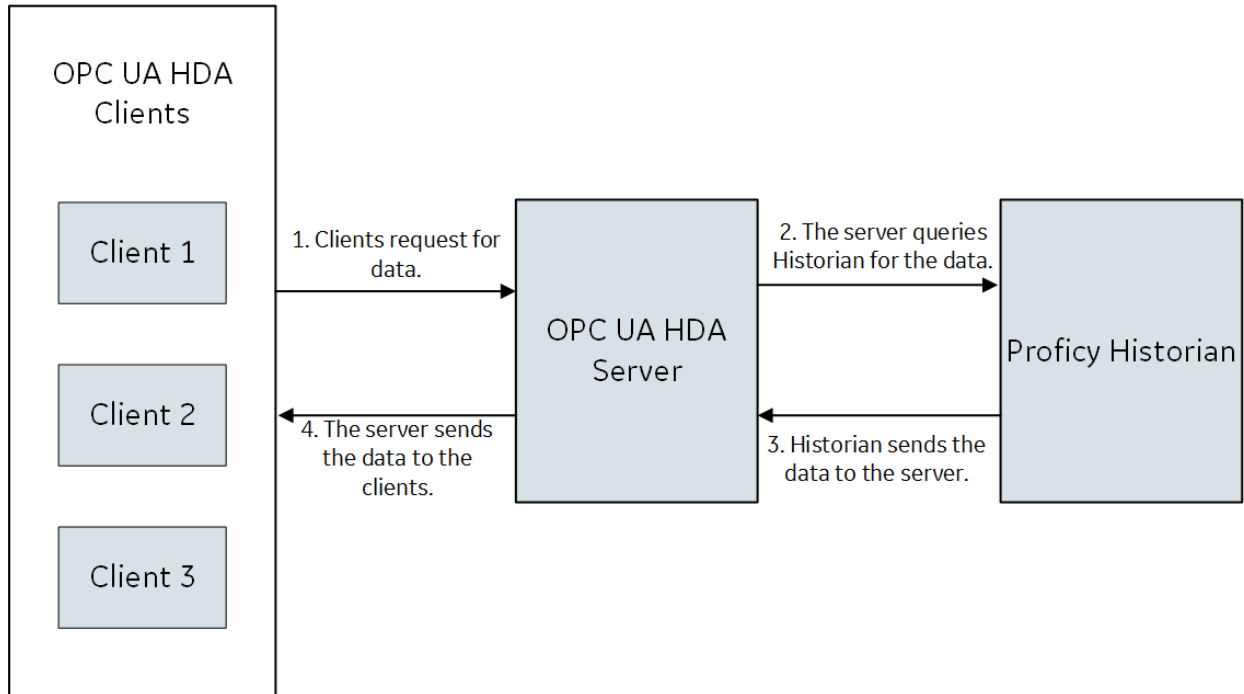 OPC UA HDA
Clients
Client 1
Client 2
Client 3
1. Clients request for
data.
4. The server sends
the data to the
clients.
OPC UA HDA
Server
2. The server queries
Historian for the data.
3. Historian sends the
data to the server.
Proficy Historian